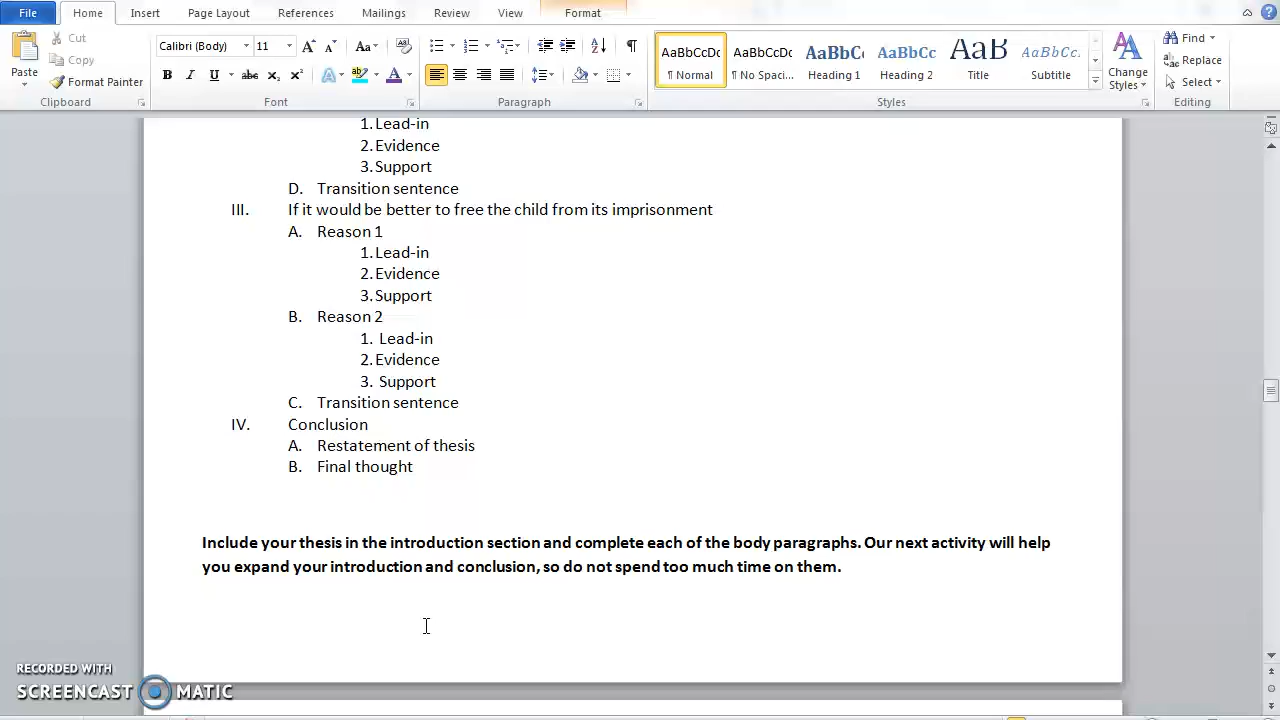 File Home Insert Page Layout References Mailings Review View Format
Paste Cut Copy Format Painter
Calibri (Body) 11
AaBbCcDc AaBbCcDc AaBbC AaBbCc AaB AaBbCc.
¶ Normal ¶ No Spaci... Heading 1 Heading 2 Title Subtitle
Change Styles
Find
Replace
Select
Clipboard Font Paragraph Styles Editing
1. Lead-in
2. Evidence
3. Support
D. Transition sentence
III. If it would be better to free the child from its imprisonment
A. Reason 1
1. Lead-in
2. Evidence
3. Support
B. Reason 2
1. Lead-in
2. Evidence
3. Support
C. Transition sentence
IV. Conclusion
A. Restatement of thesis
B. Final thought
Include your thesis in the introduction section and complete each of the body paragraphs. Our next activity will help
you expand your introduction and conclusion, so do not spend too much time on them.
RECORDED WITH
SCREENCAST MATIC